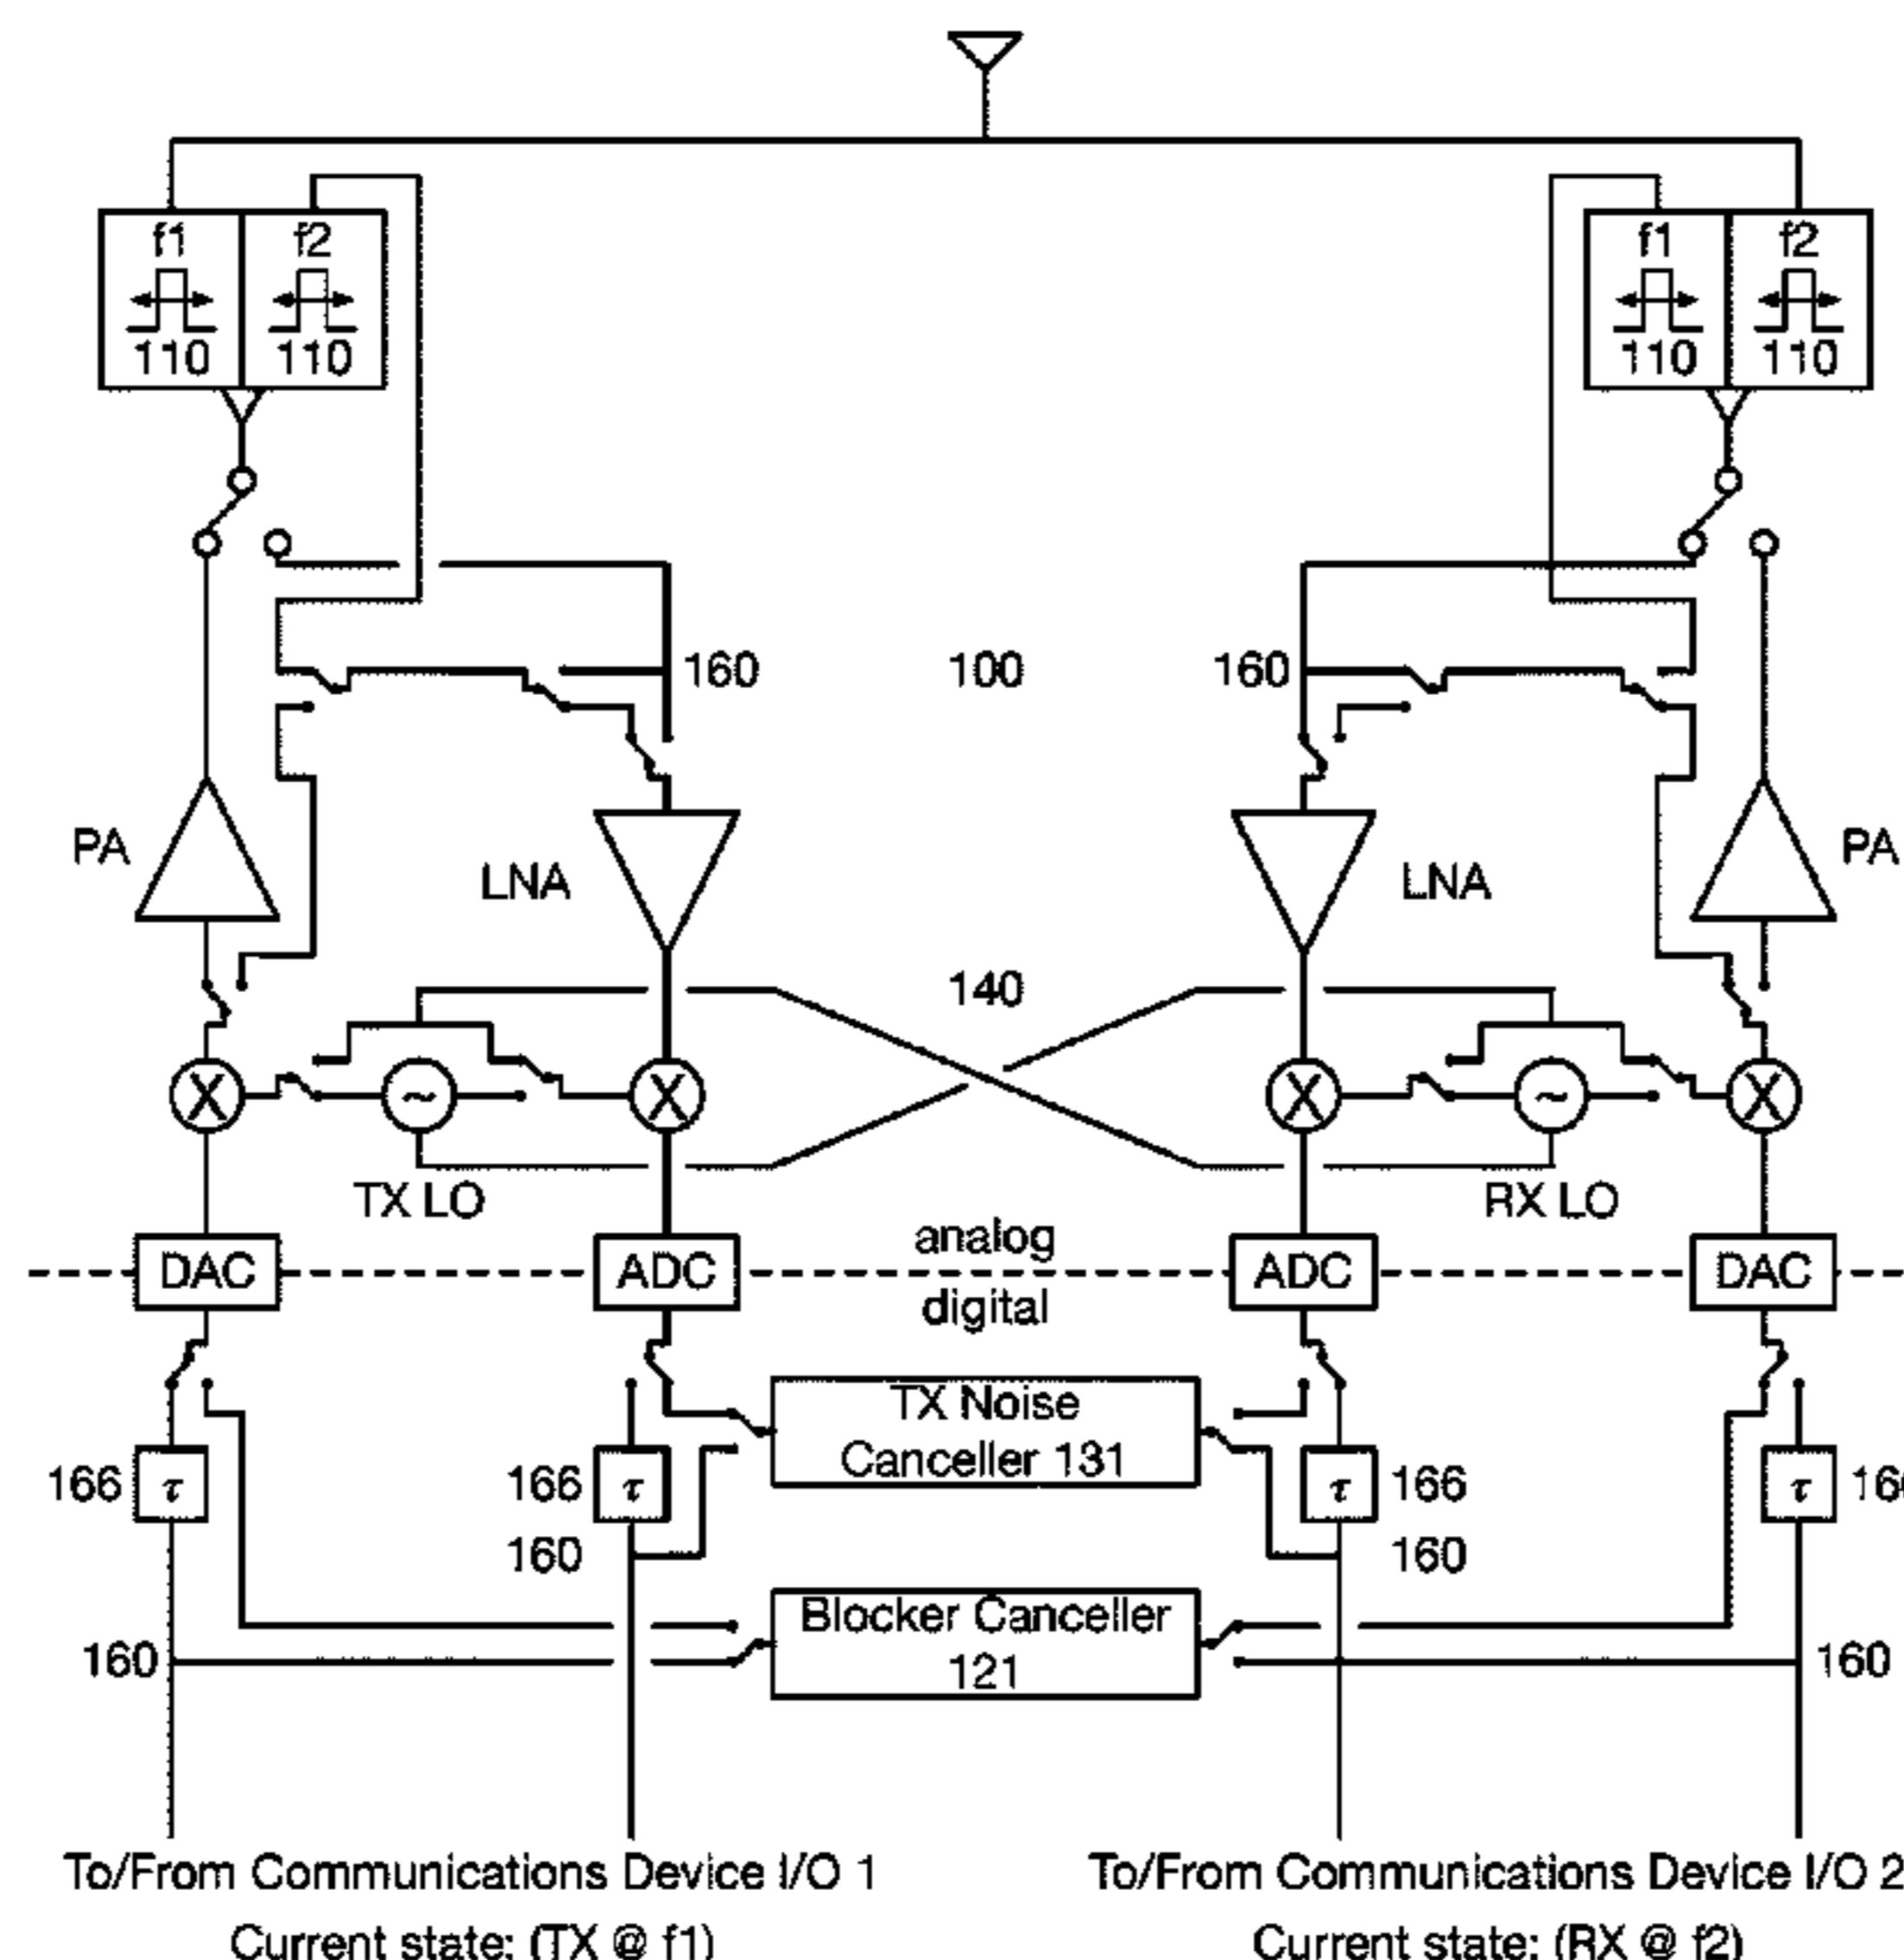 f1 f2 f1 f2
110 110 110 110
160 100 160
PA LNA LNA PA
140
X ~ X X ~ X
TX LO RX LO
analog
DAC ADC ADC DAC
digital
TX Noise
Canceller 131
166 τ 166 τ τ 166 τ
160 160
Blocker Canceller
121
160 160
To/From Communications Device I/O 1 To/From Communications Device I/O 2
Current state: (TX @ f1) Current state: (RX @ f2)